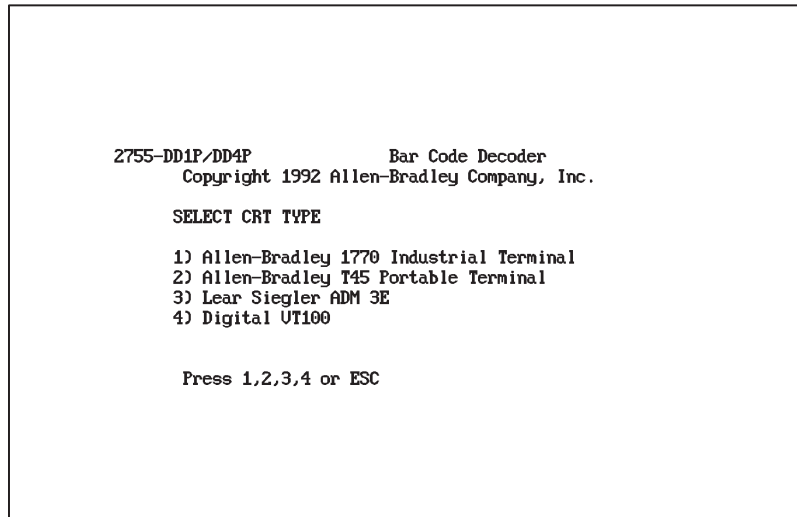 2755-DD1P/DD4P Bar Code Decoder
Copyright 1992 Allen-Bradley Company, Inc.
SELECT CRT TYPE
1) Allen-Bradley 1770 Industrial Terminal
2) Allen-Bradley T45 Portable Terminal
3) Lear Siegler ADM 3E
4) Digital VT100
Press 1,2,3,4 or ESC